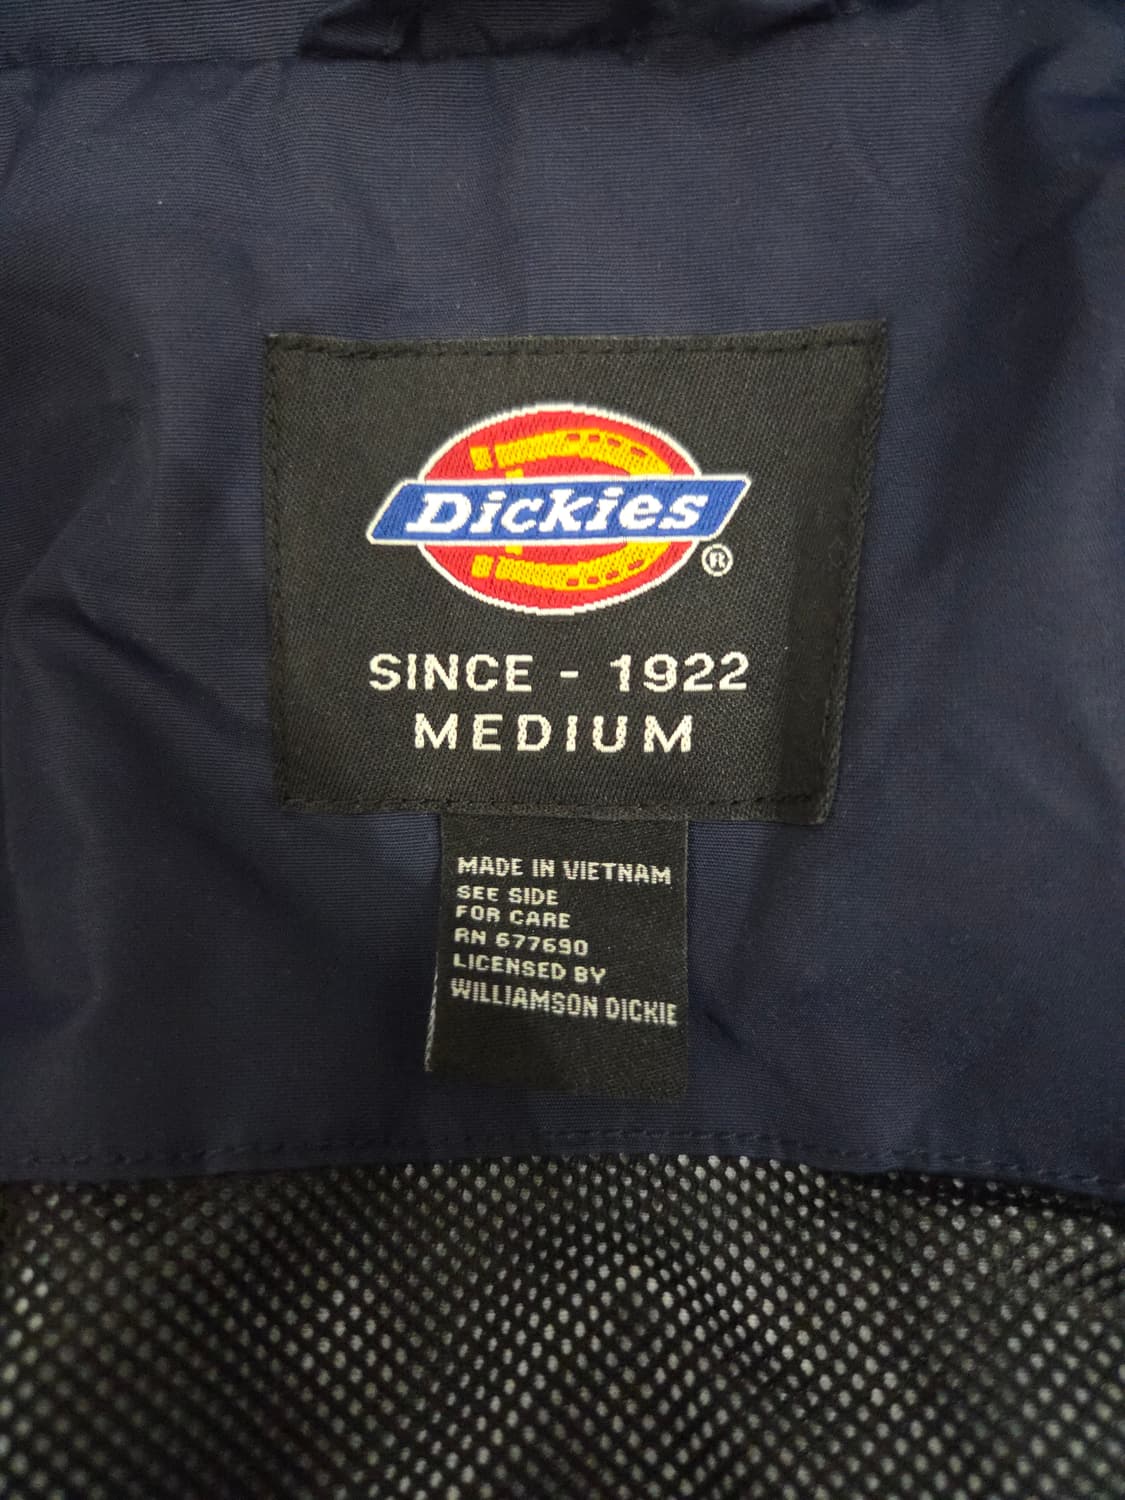 Dickies®
SINCE - 1922
MEDIUM
MADE IN VIETNAM
SEE SIDE
FOR CARE
RN 677690
LICENSED BY
WILLIAMSON DICKIE